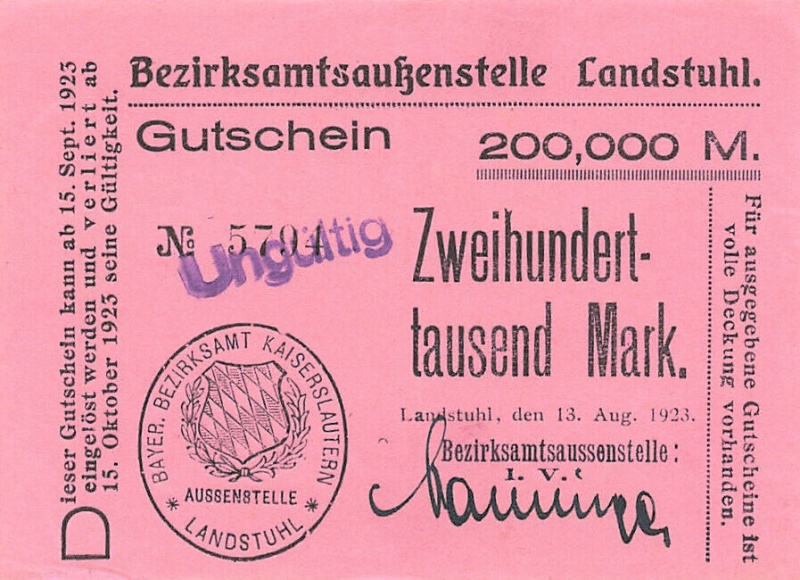 Bezirksamtsaußenstelle Landstuhl.
Gutschein
200,000 M.
№ 5794
Ungültig
Zweihundert-
tausend Mark.
Landstuhl, den 13. Aug. 1923.
Bezirksamtsaussenstelle:
I. V.:
BAYER. BEZIRKSAMT KAISERSLAUTERN
AUSSENSTELLE
* LANDSTUHL *
Dieser Gutschein kann ab 15. Sept. 1923
eingelöst werden und verliert ab
15. Oktober 1923 seine Gültigkeit.
Für ausgegebene Gutscheine ist
volle Deckung vorhanden.